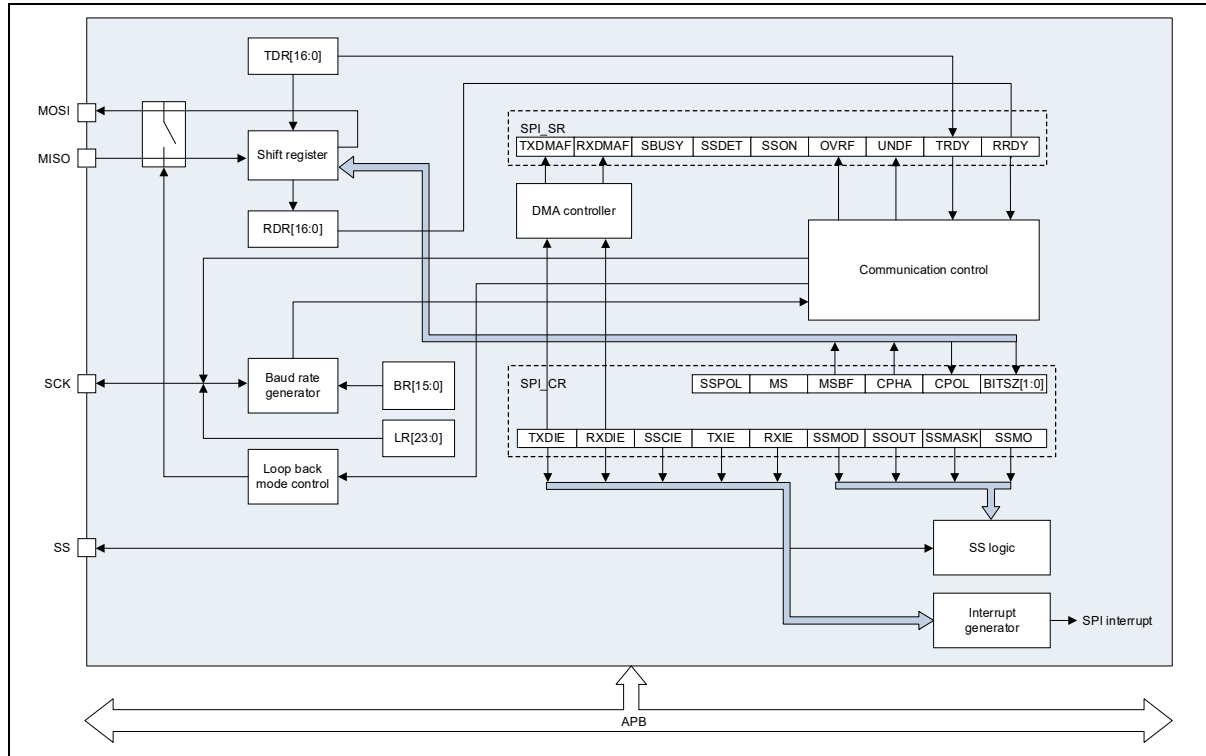 TDR[16:0]
MOSI
MISO
Shift register
RDR[16:0]
SPI_SR
TXDMAF RXDMAF SBUSY SSDET SSON OVRF UNDF TRDY RRDY
DMA controller
Communication control
SCK
Baud rate
generator
BR[15:0]
LR[23:0]
Loop back
mode control
SPI_CR
SSPOL MS MSBF CPHA CPOL BITSZ[1:0]
TXDIE RXDIE SSCIE TXIE RXIE SSMOD SSOUT SSMASK SSMO
SS
SS logic
Interrupt
generator
SPI interrupt
APB